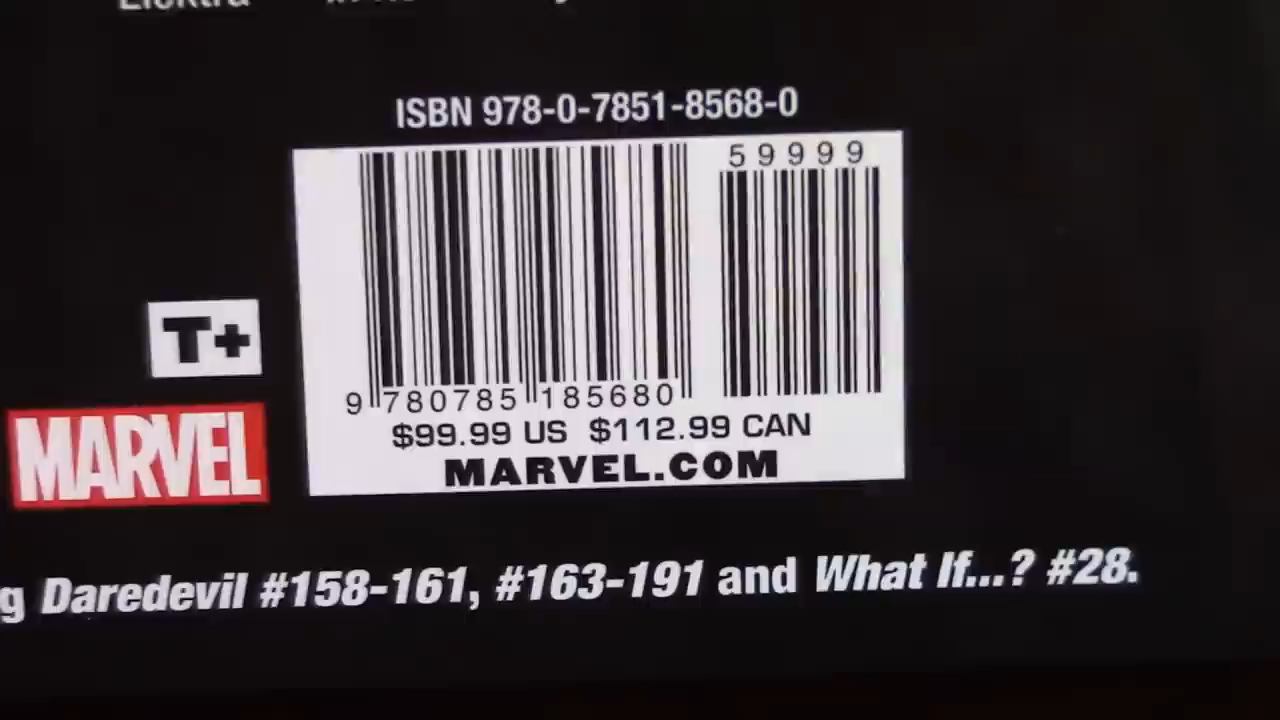 Elektra
ISBN 978-0-7851-8568-0
59999
9 780785 185680
$99.99 US $112.99 CAN
MARVEL.COM
T+
MARVEL
g Daredevil #158-161, #163-191 and What If...? #28.